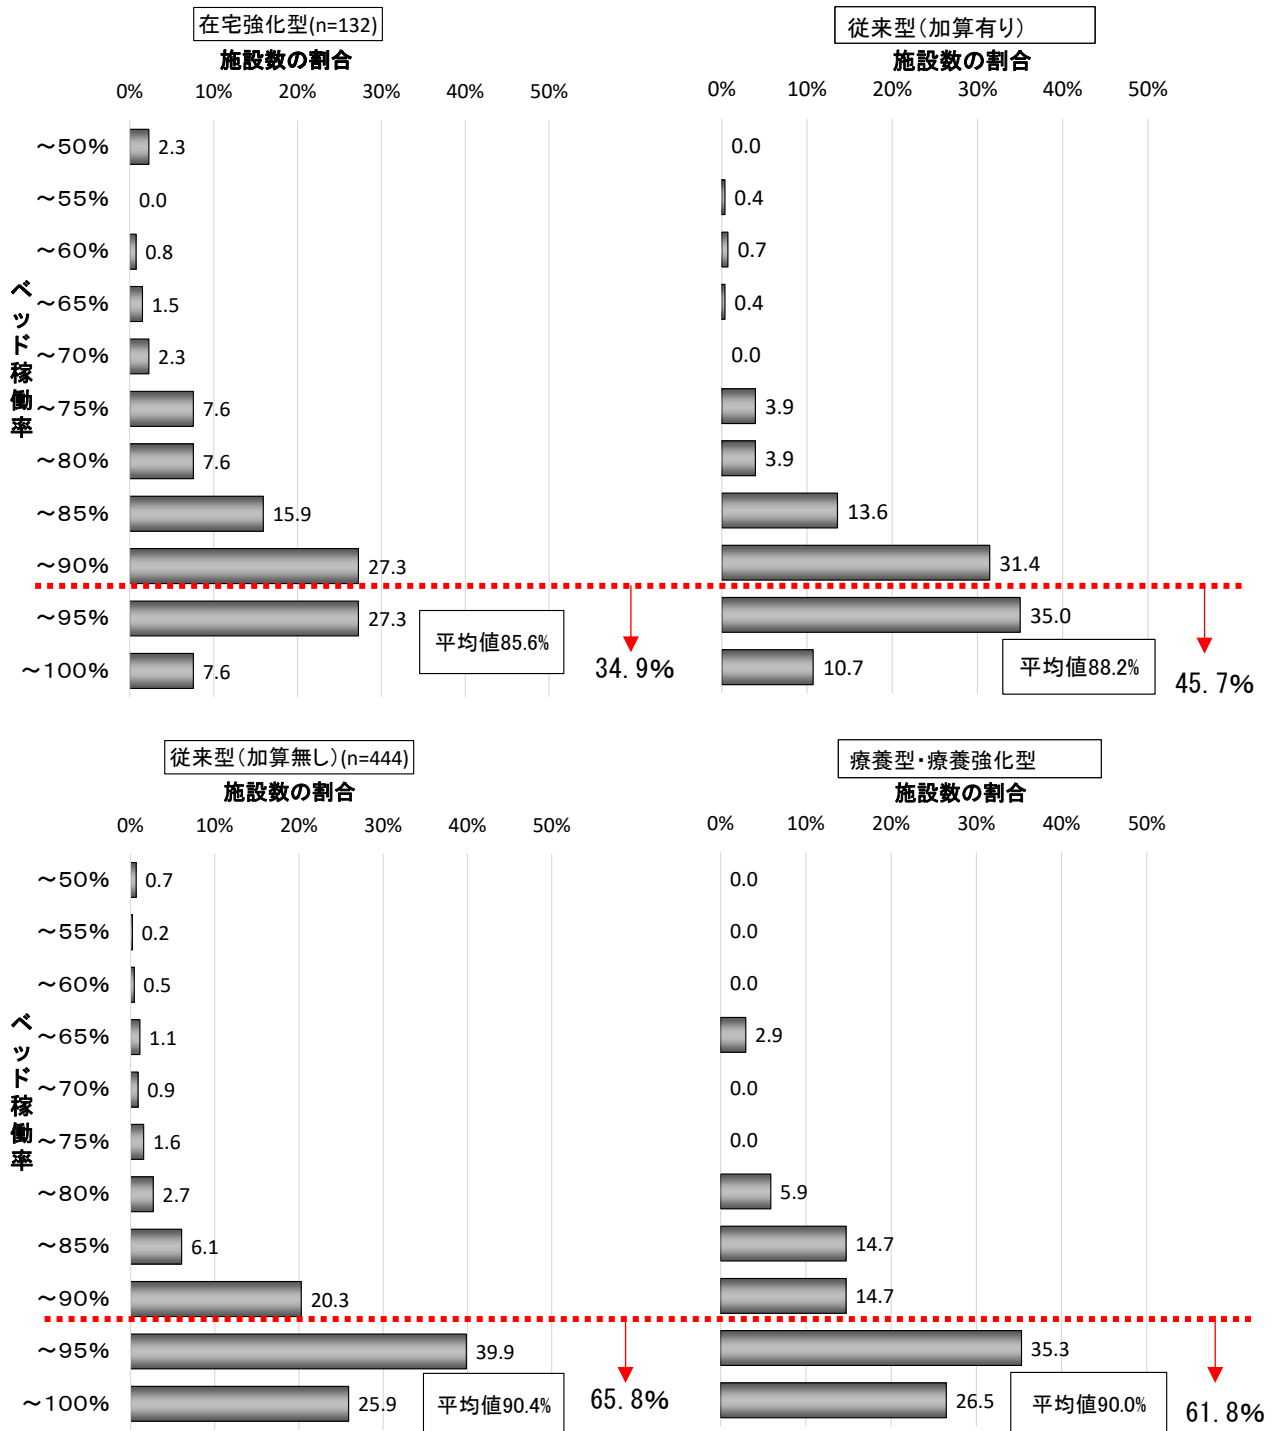 在宅強化型(n=132)
施設数の割合
0% 10% 20% 30% 40% 50%
ベッド稼働率
～50% 2.3
～55% 0.0
～60% 0.8
～65% 1.5
～70% 2.3
～75% 7.6
～80% 7.6
～85% 15.9
～90% 27.3
～95% 27.3
～100% 7.6
平均値85.6%
34.9%
従来型(加算有り)
施設数の割合
0% 10% 20% 30% 40% 50%
0.0
0.4
0.7
0.4
0.0
3.9
3.9
13.6
31.4
35.0
10.7
平均値88.2%
45.7%
従来型(加算無し)(n=444)
施設数の割合
0% 10% 20% 30% 40% 50%
ベッド稼働率
～50% 0.7
～55% 0.2
～60% 0.5
～65% 1.1
～70% 0.9
～75% 1.6
～80% 2.7
～85% 6.1
～90% 20.3
～95% 39.9
～100% 25.9
平均値90.4%
65.8%
療養型・療養強化型
施設数の割合
0% 10% 20% 30% 40% 50%
0.0
0.0
0.0
2.9
0.0
0.0
5.9
14.7
14.7
35.3
26.5
平均値90.0%
61.8%